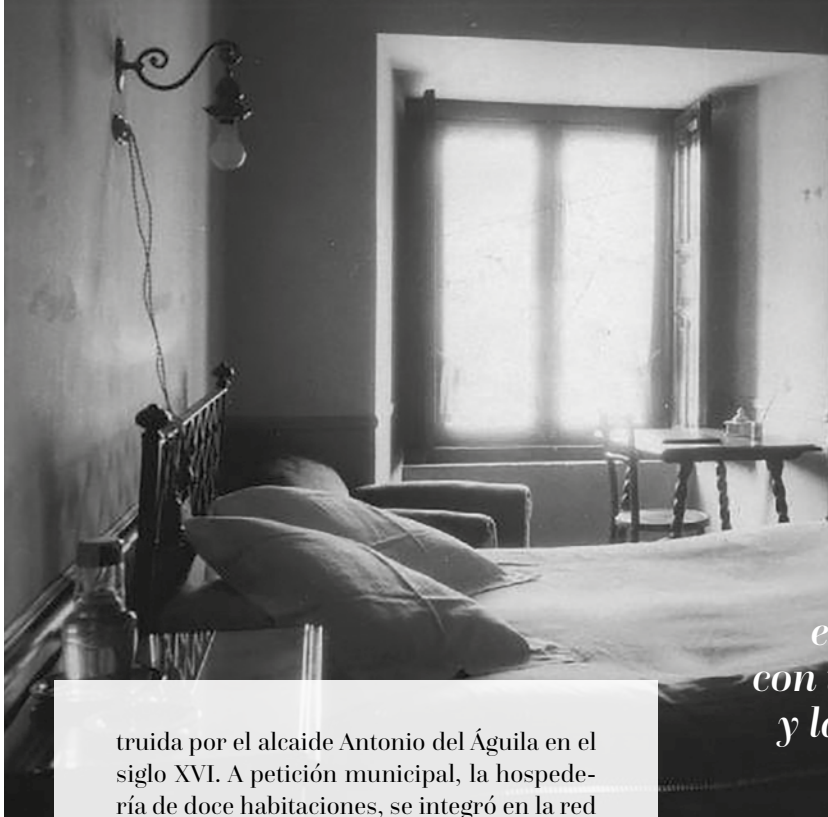 con
y
truida por el alcaide Antonio del Águila en el
siglo XVI. A petición municipal, la hospede-
ría de doce habitaciones, se integró en la red